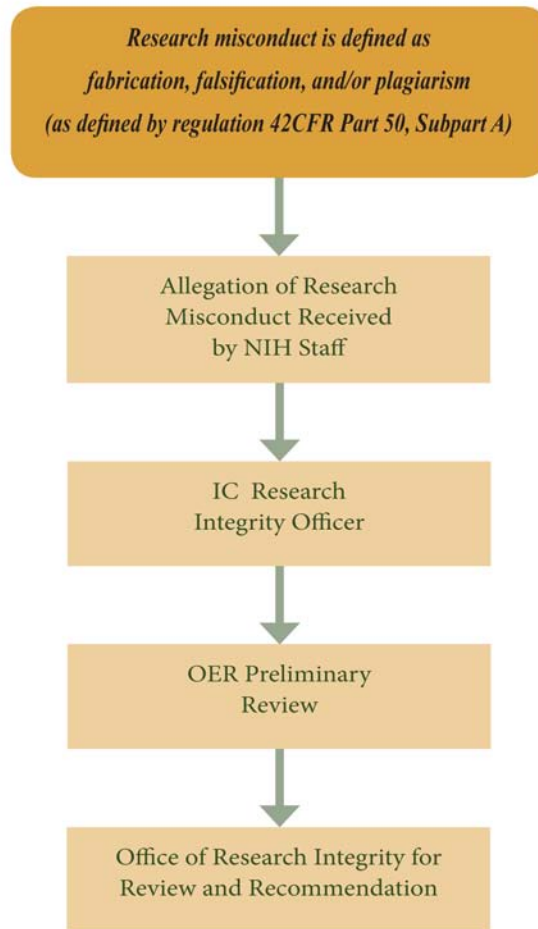 Research misconduct is defined as
fabrication, falsification, and/or plagiarism
(as defined by regulation 42CFR Part 50, Subpart A)
Allegation of Research
Misconduct Received
by NIH Staff
IC Research
Integrity Officer
OER Preliminary
Review
Office of Research Integrity for
Review and Recommendation